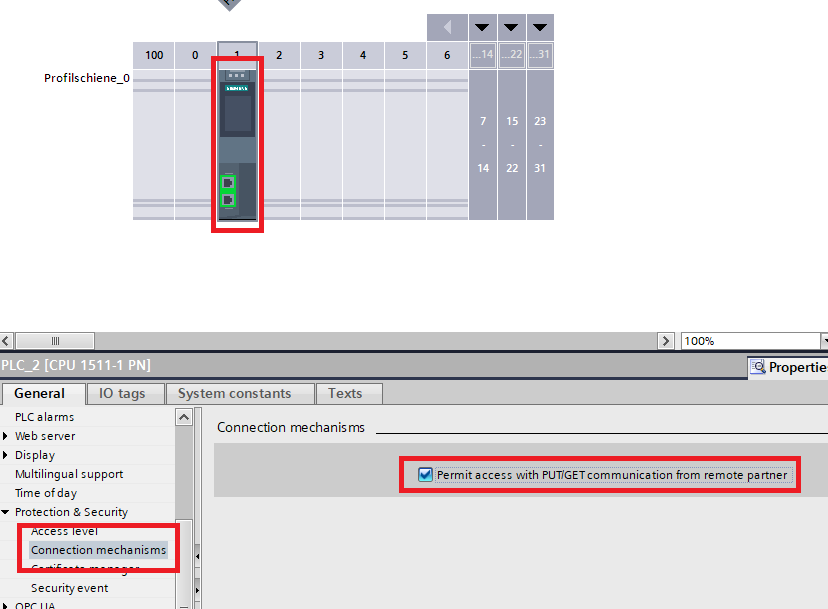 100 0 1 2 3 4 5 6 ...14 ...22 ...31
Profilschiene_0
SIEMENS
7 15 23
- - -
14 22 31
100%
PLC_2 [CPU 1511-1 PN]
Propertie
General IO tags System constants Texts
PLC alarms
Connection mechanisms
Web server
Display
Multilingual support
Permit access with PUT/GET communication from remote partner
Time of day
Protection & Security
Access level
Connection mechanisms
Certificate manager
Security event
OPC UA